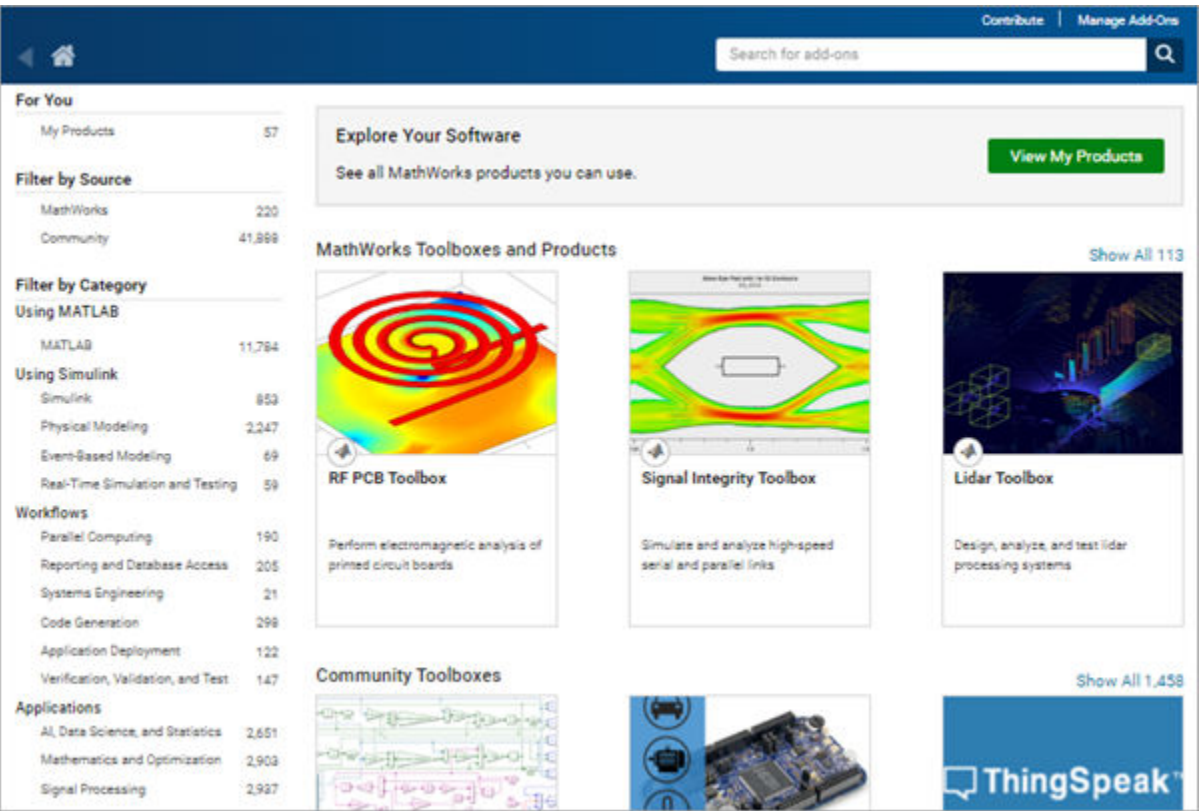 Contribute | Manage Add-Ons
Search for add-ons
For You
My Products 57
Filter by Source
MathWorks 220
Community
Filter by Category
Using MATLAB
MATLAB 11,784
Using Simulink
Simulink 853
Physical Modeling 2,247
Event-Based Modeling 69
Real-Time Simulation and Testing 59
Workflows
Parallel Computing 190
Reporting and Database Access 205
Systems Engineering 21
Code Generation 298
Application Deployment 122
Verification, Validation, and Test 147
Applications
AI, Data Science, and Statistics 2,651
Mathematics and Optimization 2,903
Signal Processing 2,937
Explore Your Software
See all MathWorks products you can use.
View My Products
MathWorks Toolboxes and Products
Show All 113
RF PCB Toolbox
Perform electromagnetic analysis of
printed circuit boards
Signal Integrity Toolbox
Simulate and analyze high-speed
serial and parallel links
Lidar Toolbox
Design, analyze, and test lidar
processing systems
Community Toolboxes
Show All 1,458
ThingSpeak